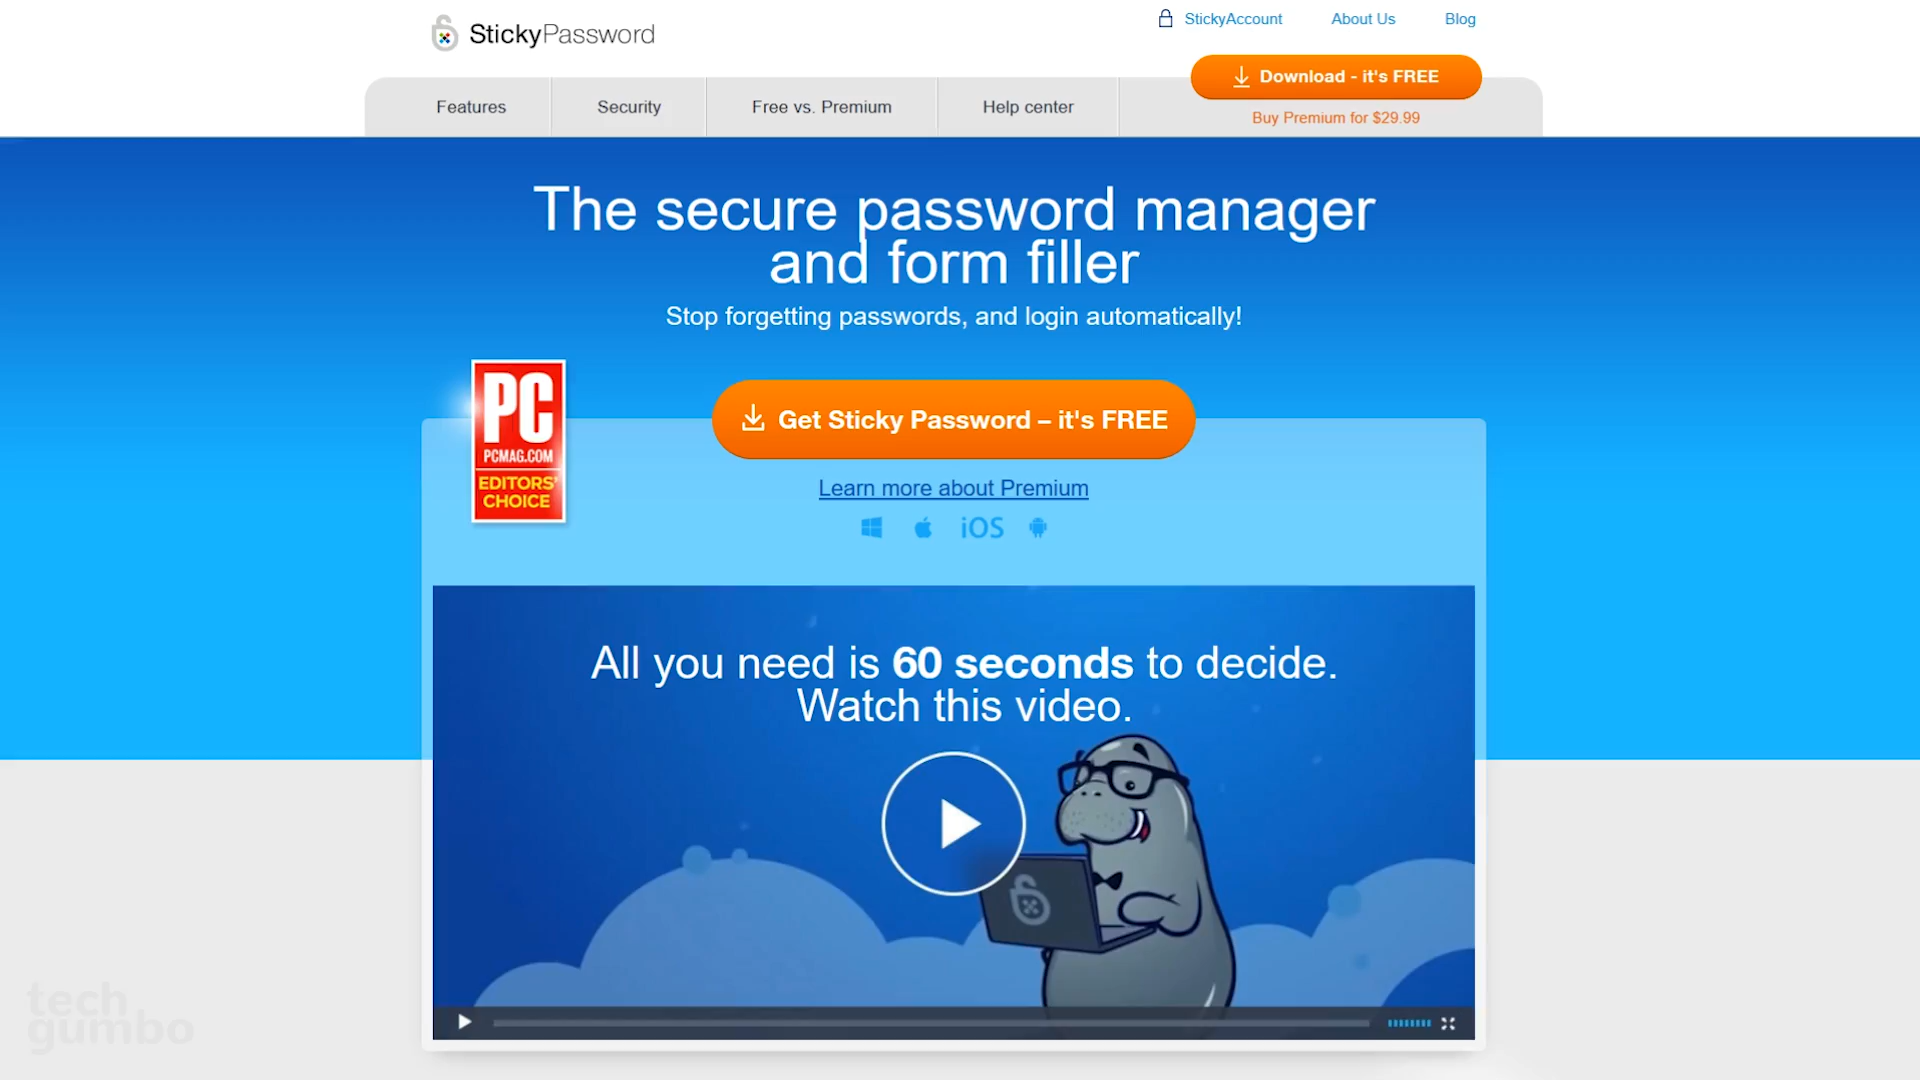 StickyPassword
StickyAccount
About Us
Blog
Download - it's FREE
Features
Security
Free vs. Premium
Help center
Buy Premium for $29.99
The secure password manager
and form filler
Stop forgetting passwords, and login automatically!
PC
PCMAG.COM
EDITORS'
CHOICE
Get Sticky Password – it's FREE
Learn more about Premium
iOS
All you need is 60 seconds to decide.
Watch this video.
tech
gumbo